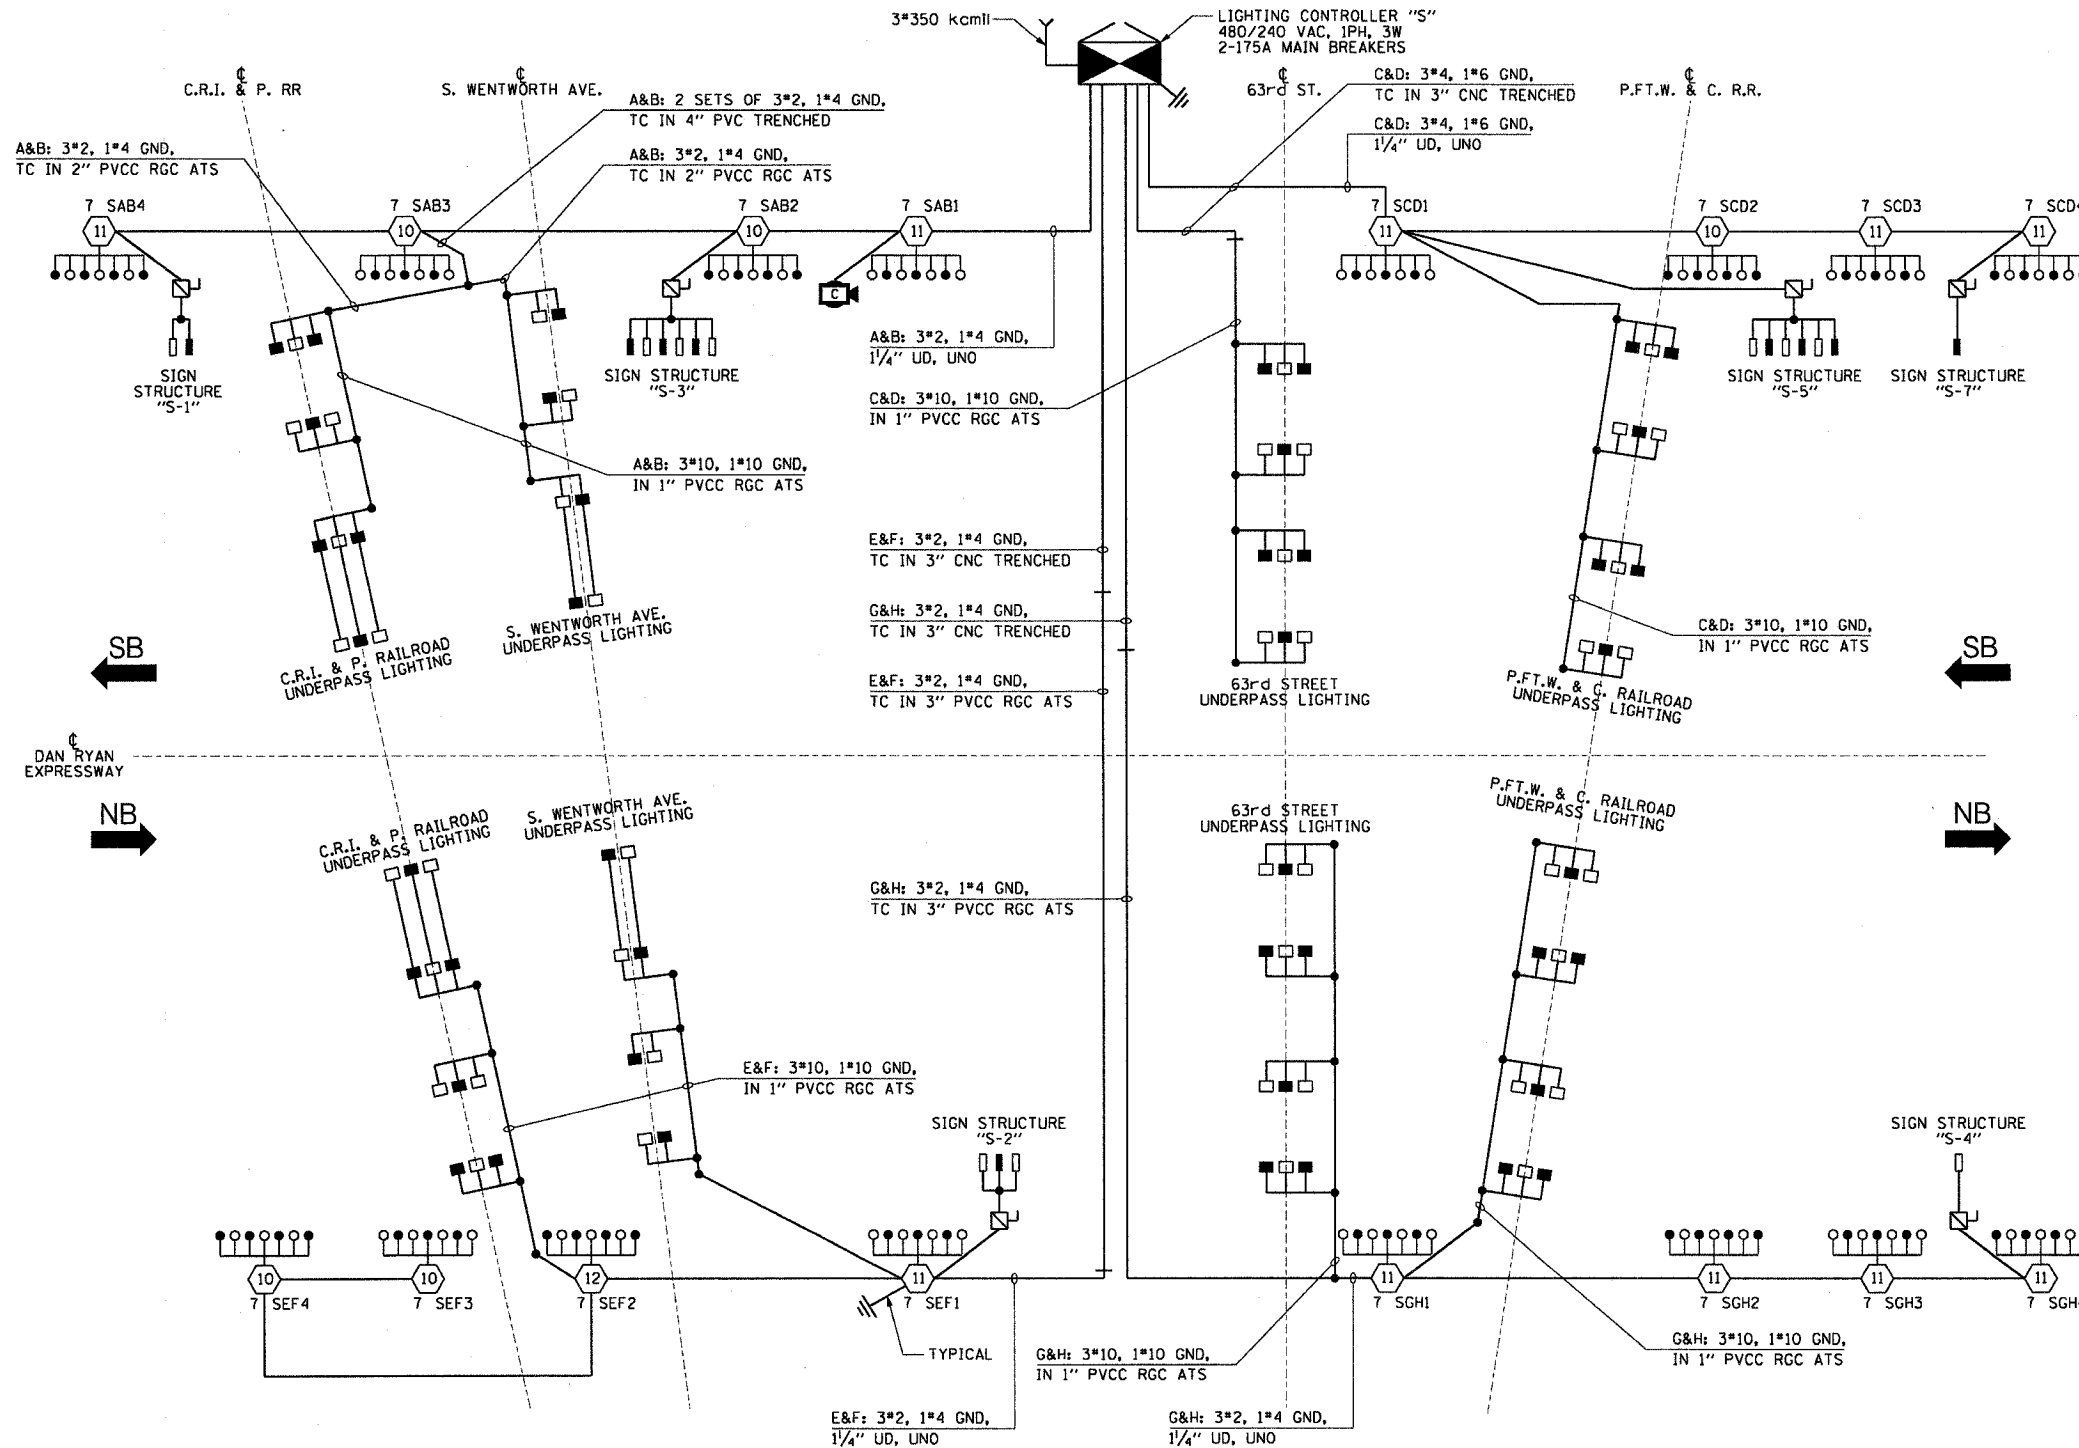 3#350 kcmil
LIGHTING CONTROLLER "S"
480/240 VAC, 1PH, 3W
2-175A MAIN BREAKERS
℄
C.R.I. & P. RR
℄
S. WENTWORTH AVE.
℄
63rd ST.
℄
P.FT.W. & C. R.R.
A&B: 2 SETS OF 3#2, 1#4 GND,
TC IN 4" PVC TRENCHED
C&D: 3#4, 1#6 GND,
TC IN 3" CNC TRENCHED
A&B: 3#2, 1#4 GND,
TC IN 2" PVCC RGC ATS
A&B: 3#2, 1#4 GND,
TC IN 2" PVCC RGC ATS
C&D: 3#4, 1#6 GND,
1¼" UD, UNO
7 SAB4
11
7 SAB3
10
7 SAB2
10
7 SAB1
11
7 SCD1
11
7 SCD2
10
7 SCD3
11
7 SCD4
11
C
SIGN
STRUCTURE
"S-1"
SIGN STRUCTURE
"S-3"
A&B: 3#2, 1#4 GND,
1¼" UD, UNO
SIGN STRUCTURE
"S-5"
SIGN STRUCTURE
"S-7"
C&D: 3#10, 1#10 GND,
IN 1" PVCC RGC ATS
A&B: 3#10, 1#10 GND,
IN 1" PVCC RGC ATS
E&F: 3#2, 1#4 GND,
TC IN 3" CNC TRENCHED
G&H: 3#2, 1#4 GND,
TC IN 3" CNC TRENCHED
C&D: 3#10, 1#10 GND,
IN 1" PVCC RGC ATS
SB
C.R.I. & P. RAILROAD
UNDERPASS LIGHTING
S. WENTWORTH AVE.
UNDERPASS LIGHTING
E&F: 3#2, 1#4 GND,
TC IN 3" PVCC RGC ATS
63rd STREET
UNDERPASS LIGHTING
P.FT.W. & C. RAILROAD
UNDERPASS LIGHTING
SB
℄
DAN RYAN
EXPRESSWAY
NB
C.R.I. & P. RAILROAD
UNDERPASS LIGHTING
S. WENTWORTH AVE.
UNDERPASS LIGHTING
63rd STREET
UNDERPASS LIGHTING
P.FT.W. & C. RAILROAD
UNDERPASS LIGHTING
NB
G&H: 3#2, 1#4 GND,
TC IN 3" PVCC RGC ATS
E&F: 3#10, 1#10 GND,
IN 1" PVCC RGC ATS
SIGN STRUCTURE
"S-2"
SIGN STRUCTURE
"S-4"
10
7 SEF4
10
7 SEF3
12
7 SEF2
11
7 SEF1
11
7 SGH1
11
7 SGH2
11
7 SGH3
11
7 SGH4
TYPICAL
G&H: 3#10, 1#10 GND,
IN 1" PVCC RGC ATS
G&H: 3#10, 1#10 GND,
IN 1" PVCC RGC ATS
E&F: 3#2, 1#4 GND,
1¼" UD, UNO
G&H: 3#2, 1#4 GND,
1¼" UD, UNO